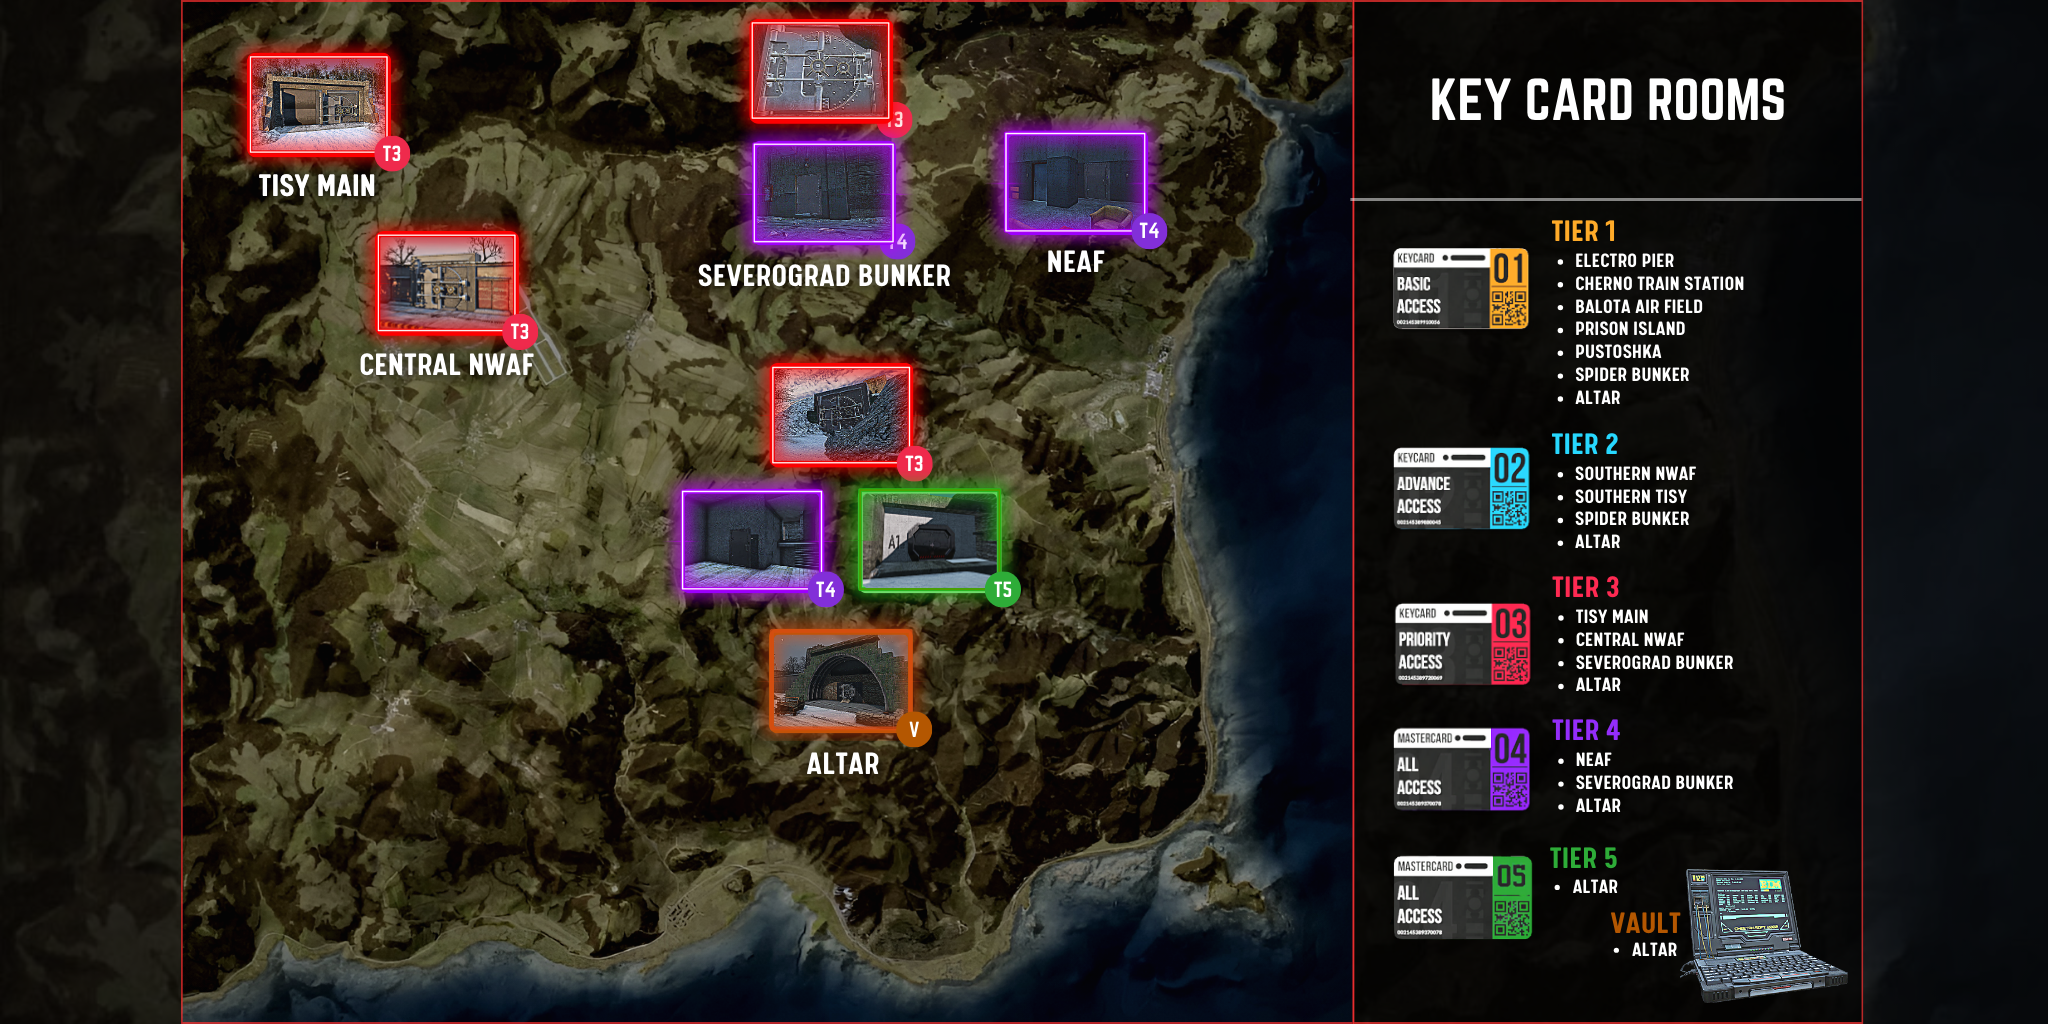 TISY MAIN
T3
CENTRAL NWAF
T3
SEVEROGRAD BUNKER
NEAF
T4
T3
T4
A1
T5
V
ALTAR
KEY CARD ROOMS
KEYCARD
01
BASIC
ACCESS
TIER 1
• ELECTRO PIER
• CHERNO TRAIN STATION
• BALOTA AIR FIELD
• PRISON ISLAND
• PUSTOSHKA
• SPIDER BUNKER
• ALTAR
KEYCARD
02
ADVANCE
ACCESS
TIER 2
• SOUTHERN NWAF
• SOUTHERN TISY
• SPIDER BUNKER
• ALTAR
KEYCARD
03
PRIORITY
ACCESS
TIER 3
• TISY MAIN
• CENTRAL NWAF
• SEVEROGRAD BUNKER
• ALTAR
MASTERCARD
04
ALL
ACCESS
TIER 4
• NEAF
• SEVEROGRAD BUNKER
• ALTAR
MASTERCARD
05
ALL
ACCESS
TIER 5
• ALTAR
VAULT
• ALTAR